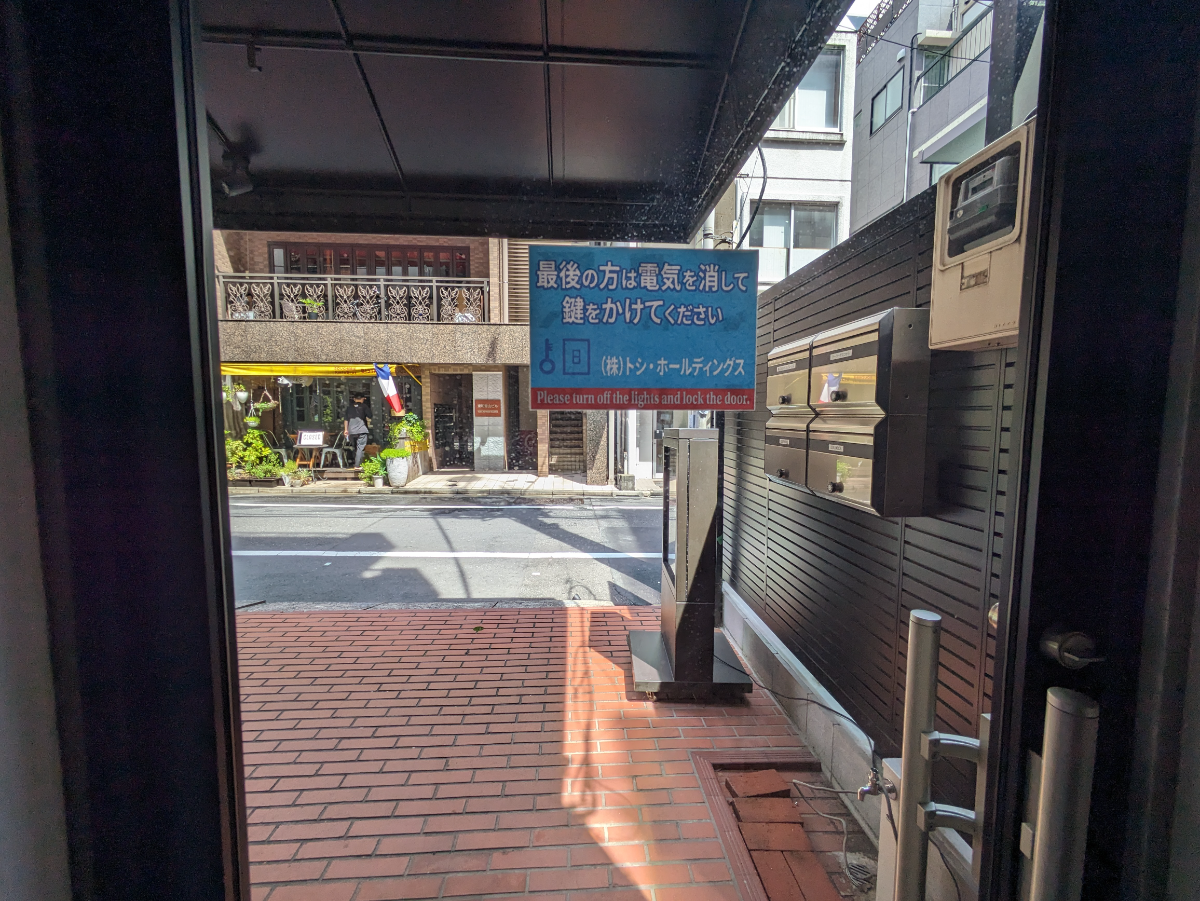 最後の方は電気を消して
鍵をかけてください
(株)トシ・ホールディングス
Please turn off the lights and lock the door.
CLOSED